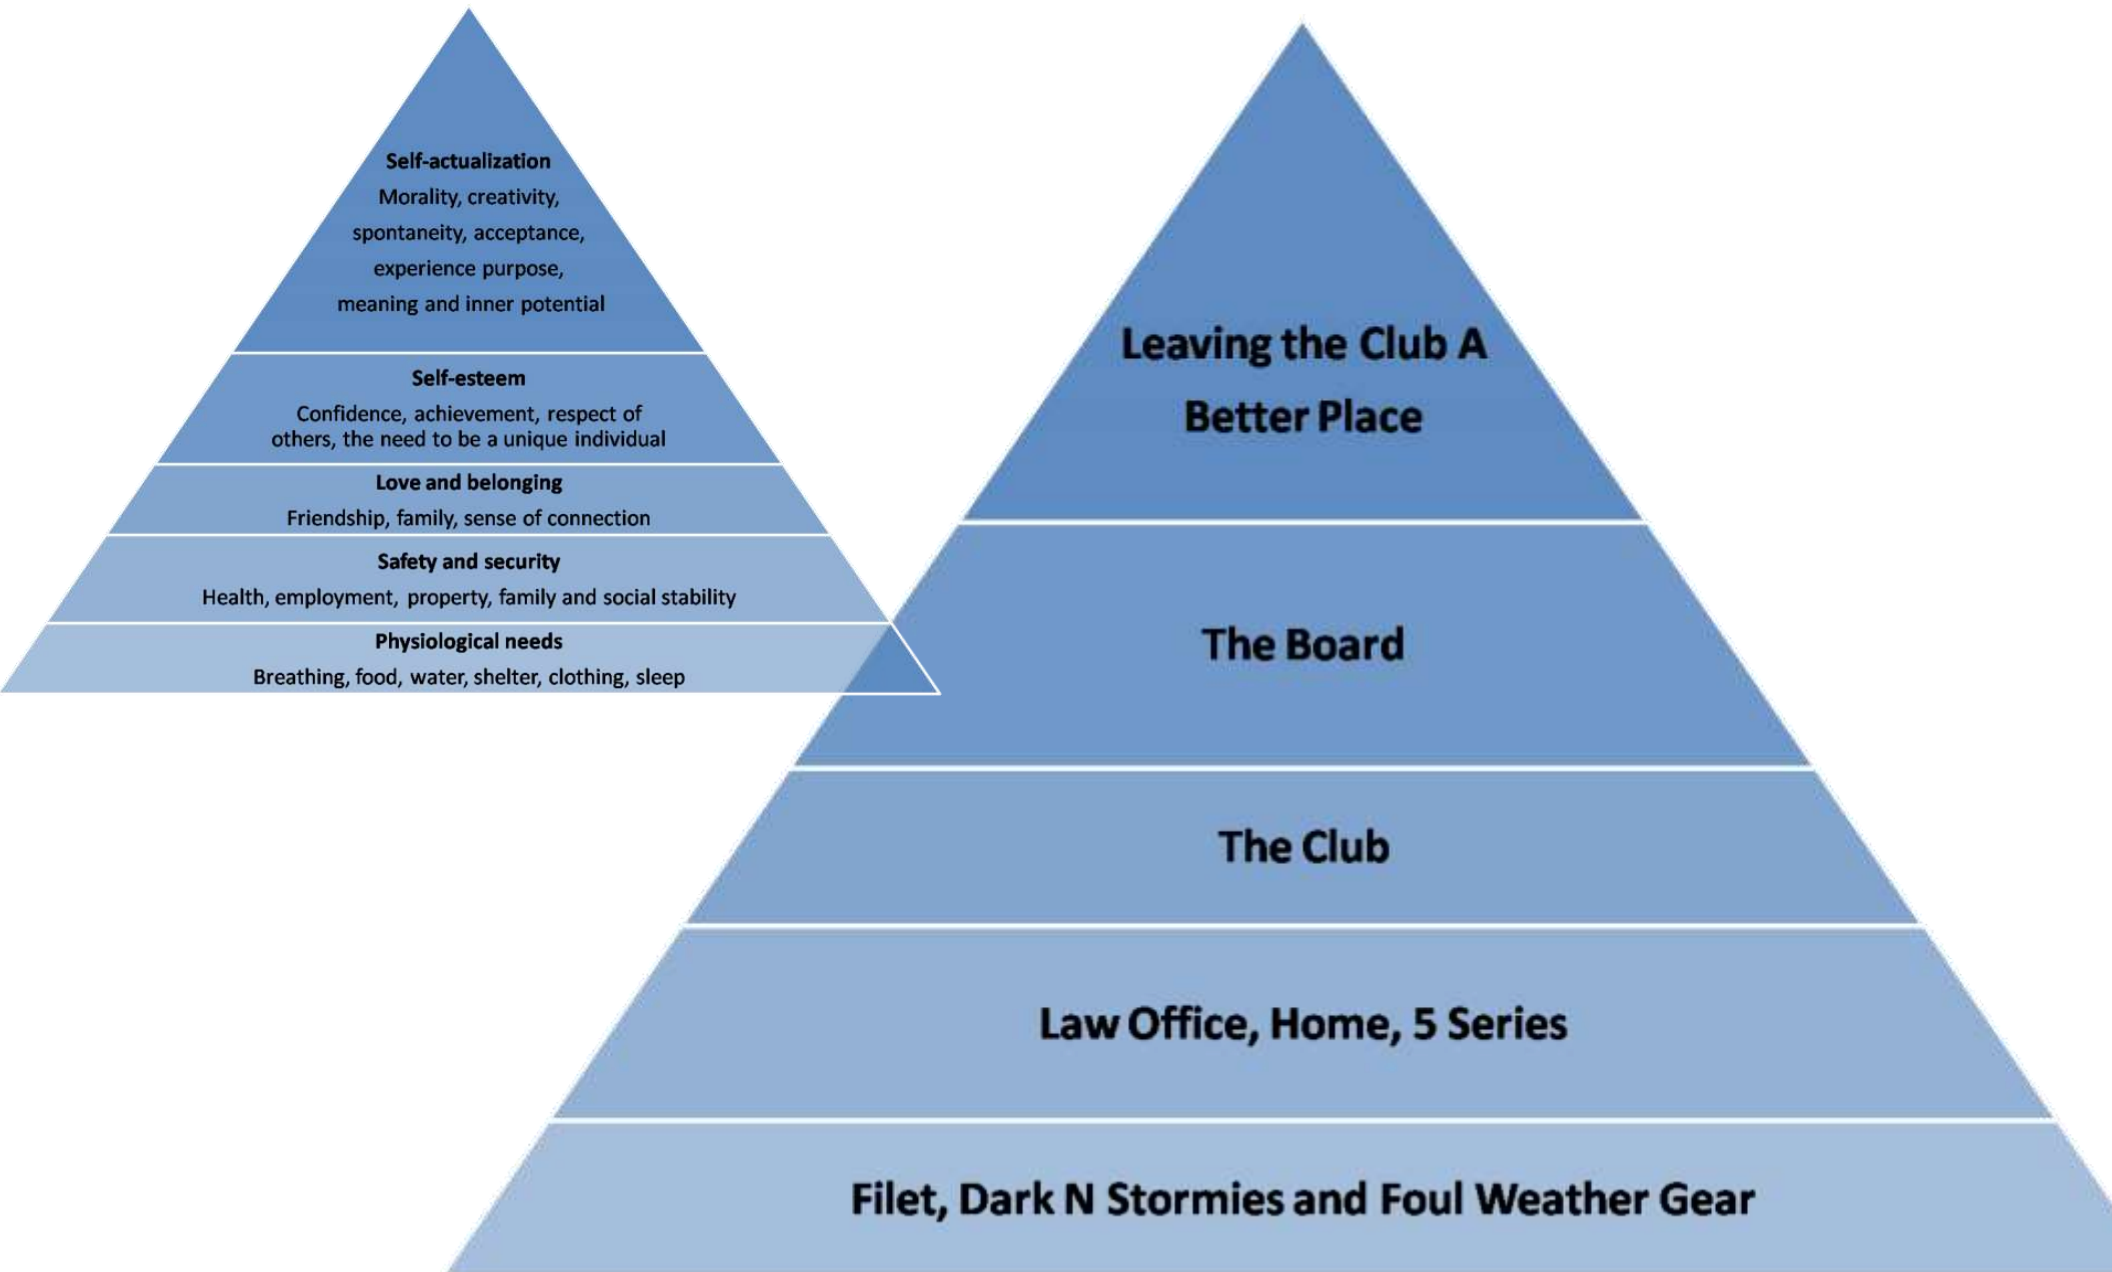 Self-actualization
Morality, creativity,
spontaneity, acceptance,
experience purpose,
meaning and inner potential
Self-esteem
Confidence, achievement, respect of
others, the need to be a unique individual
Love and belonging
Friendship, family, sense of connection
Safety and security
Health, employment, property, family and social stability
Physiological needs
Breathing, food, water, shelter, clothing, sleep
Leaving the Club A
Better Place
The Board
The Club
Law Office, Home, 5 Series
Filet, Dark N Stormies and Foul Weather Gear